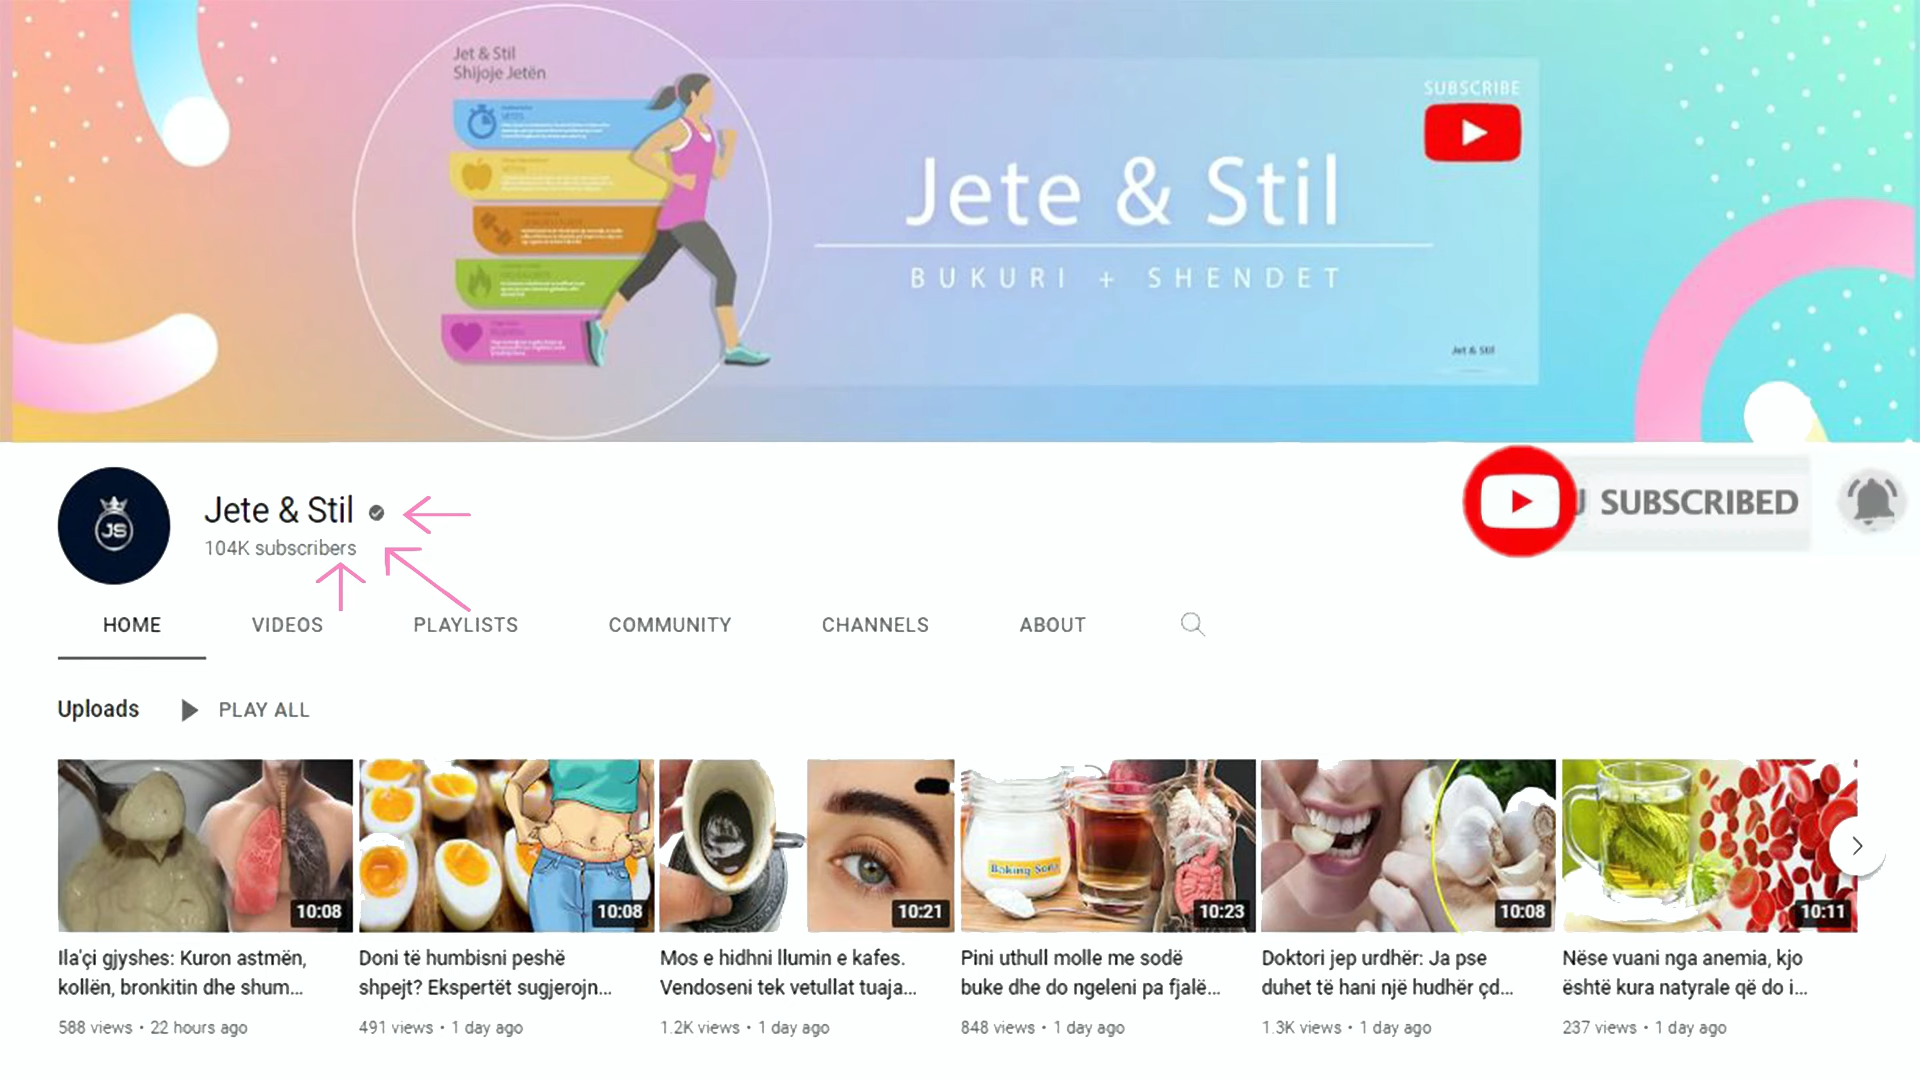 Jet & Stil
Shijoje Jetën
SUBSCRIBE
Jete & Stil
BUKURI + SHENDET
Jet & Stil
JS
Jete & Stil
104K subscribers
SUBSCRIBED
HOME VIDEOS PLAYLISTS COMMUNITY CHANNELS ABOUT
Uploads PLAY ALL
Baking Soda
10:08 10:08 10:21 10:23 10:08 10:11
Ila'çi gjyshes: Kuron astmën,
kollën, bronkitin dhe shum...
588 views • 22 hours ago
Doni të humbisni peshë
shpejt? Ekspertët sugjerojn...
491 views • 1 day ago
Mos e hidhni llumin e kafes.
Vendoseni tek vetullat tuaja...
1.2K views • 1 day ago
Pini uthull molle me sodë
buke dhe do ngeleni pa fjalë...
848 views • 1 day ago
Doktori jep urdhër: Ja pse
duhet të hani një hudhër çd...
1.3K views • 1 day ago
Nëse vuani nga anemia, kjo
është kura natyrale që do i...
237 views • 1 day ago